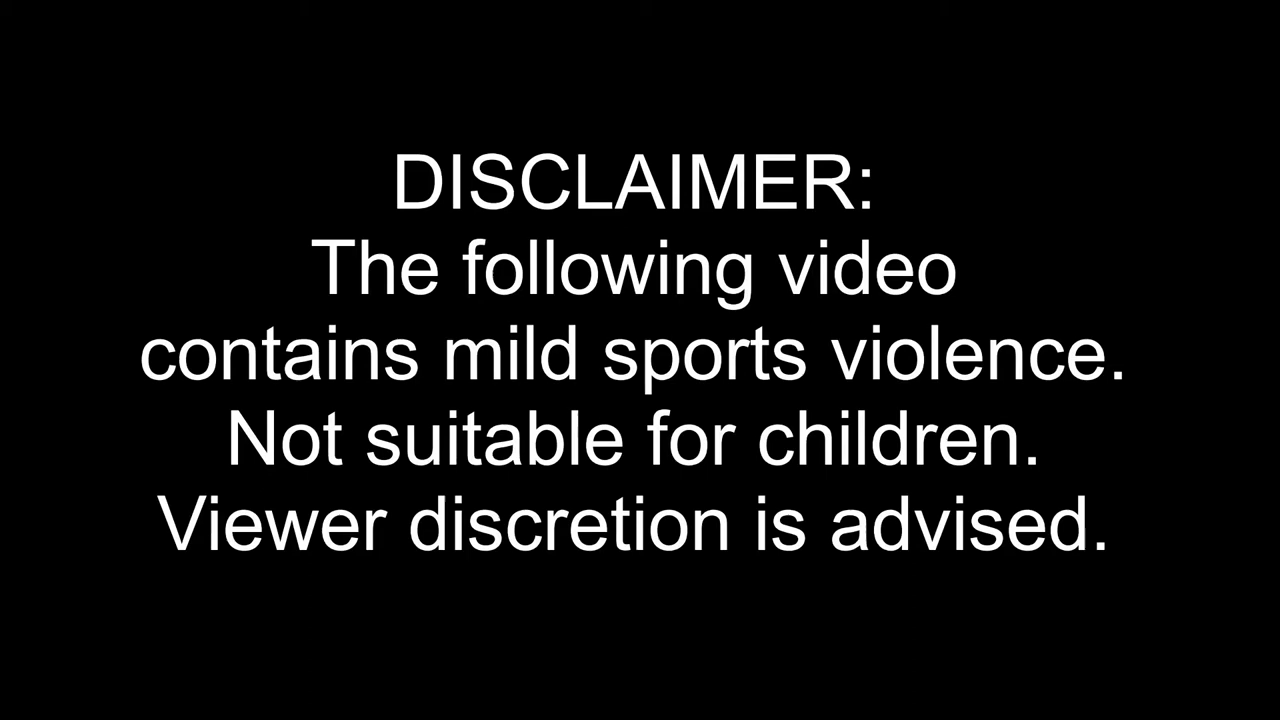 DISCLAIMER:
The following video
contains mild sports violence.
Not suitable for children.
Viewer discretion is advised.